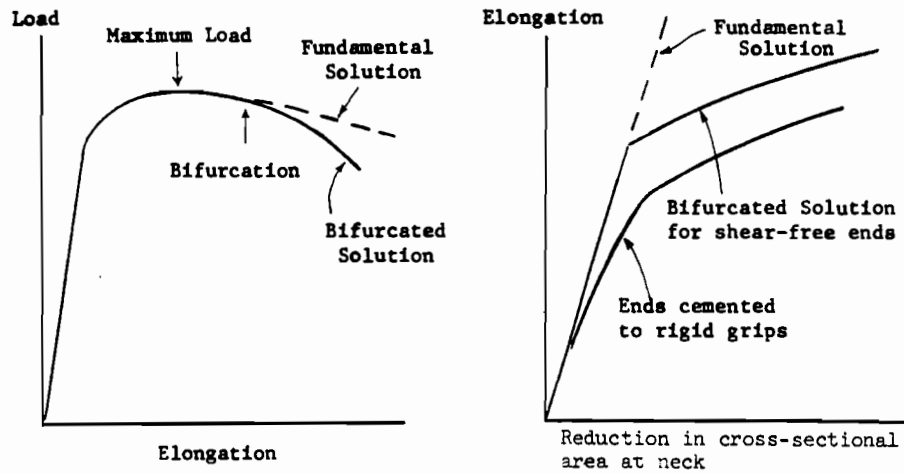 Load
Maximum Load
Fundamental
Solution
Bifurcation
Bifurcated
Solution
Elongation
Elongation
Fundamental
Solution
Bifurcated Solution
for shear-free ends
Ends cemented
to rigid grips
Reduction in cross-sectional
area at neck